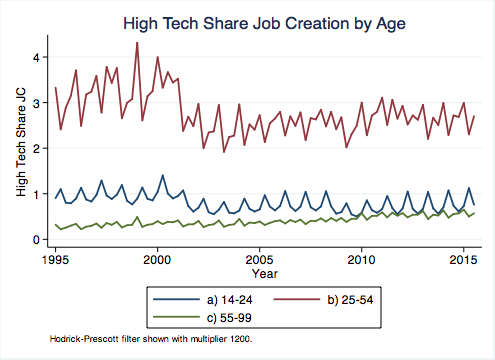 High Tech Share Job Creation by Age
High Tech Share JC
4
3
2
1
0
1995 2000 2005 2010 2015
Year
a) 14-24 b) 25-54
c) 55-99
Hodrick-Prescott filter shown with multiplier 1200.